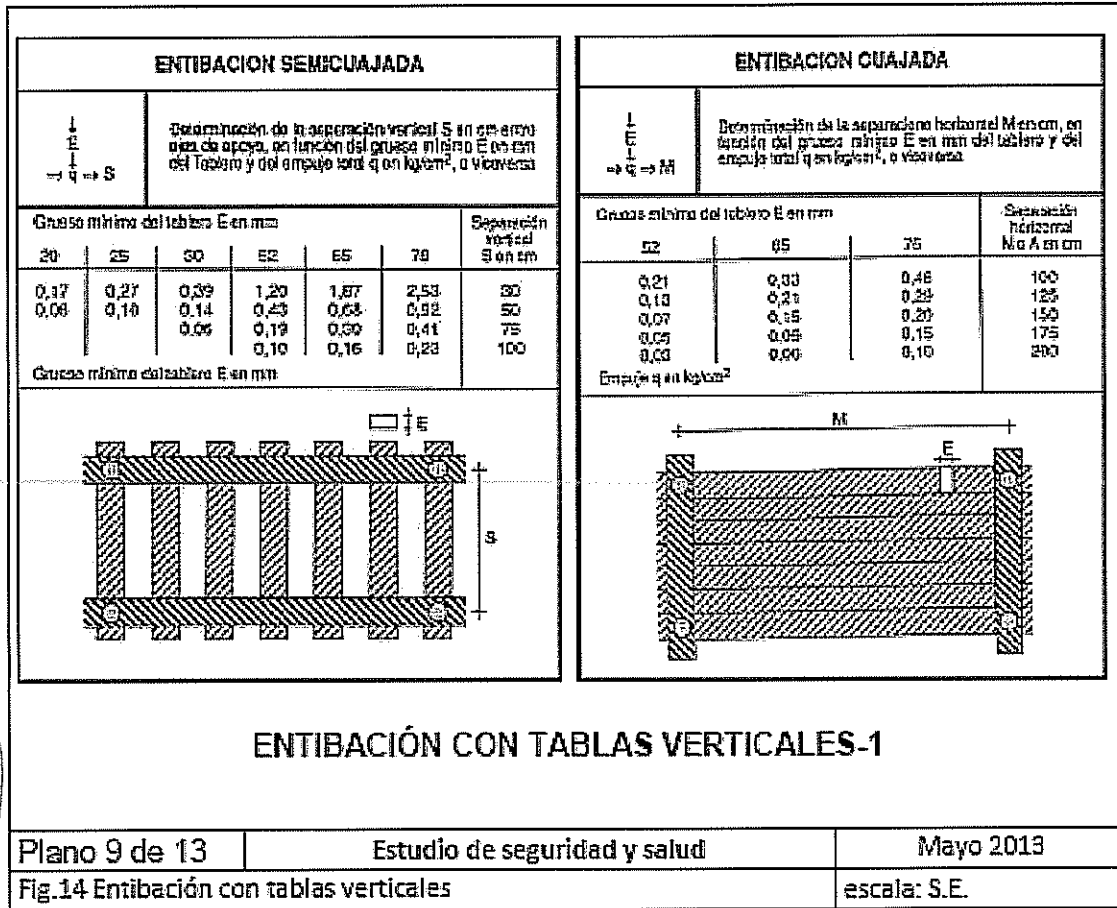 ENTIBACION SEMICUAJADA
E
q S
Determinación de la separación vertical S en cm entre
ejes de apoyo, en función del grueso mínimo E en mm
del Tablero y del empuje total q en kg/cm², o viceversa
Grueso mínimo del tablero E en mm
Separación
vertical
S en cm
20 25 30 52 65 76
0,17 0,27 0,39 1,20 1,87 2,53 30
0,06 0,10 0,14 0,43 0,68 0,92 50
0,06 0,19 0,30 0,41 75
0,10 0,16 0,23 100
Grueso mínimo del tablero E en mm
E
S
ENTIBACION CUAJADA
E
q M
Determinación de la separacione horizontal M en cm, en
función del grueso mínimo E en mm del tablero y del
empuje total q en kg/cm², o viceversa
Grueso mínimo del tablero E en mm
Separación
horizontal
M o A en cm
52 65 76
0,21 0,33 0,46 100
0,13 0,21 0,29 125
0,07 0,15 0,20 150
0,05 0,15 175
0,03 0,10 200
Empuje q en kg/cm²
M
E
ENTIBACIÓN CON TABLAS VERTICALES-1
Plano 9 de 13
Estudio de seguridad y salud
Mayo 2013
Fig.14 Entibación con tablas verticales
escala: S.E.